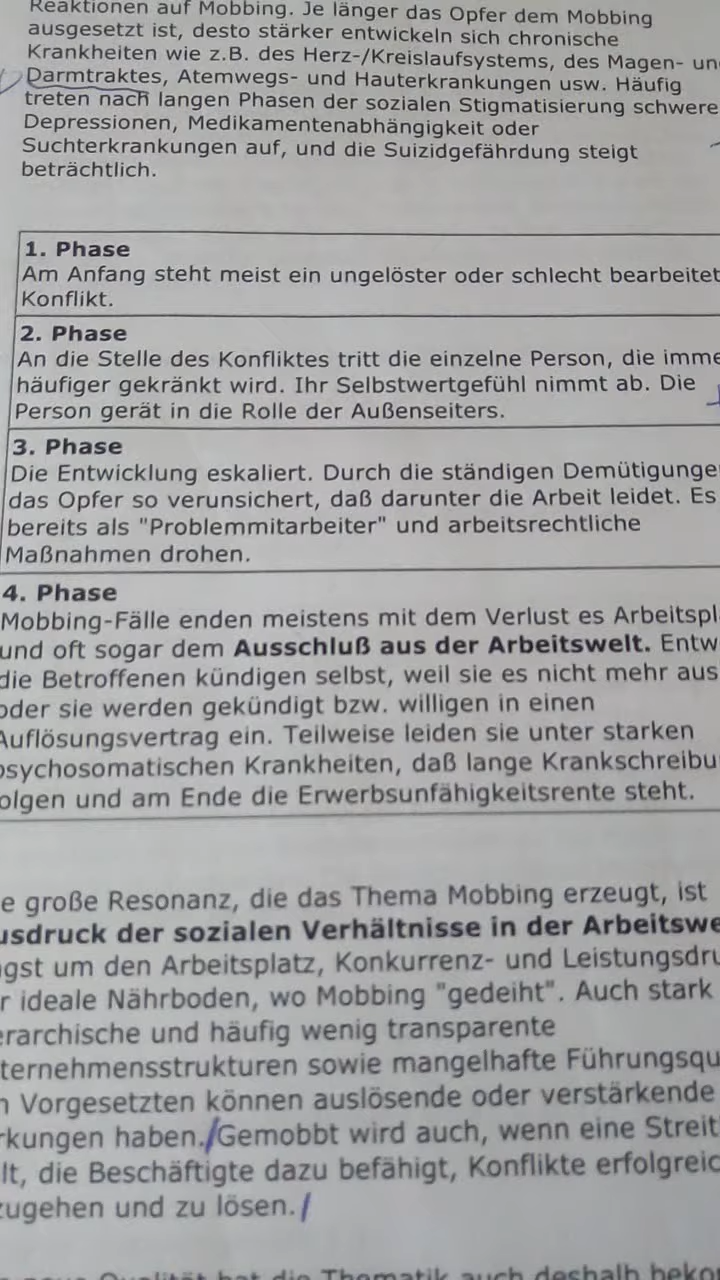 Reaktionen auf Mobbing. Je länger das Opfer dem Mobbing
ausgesetzt ist, desto stärker entwickeln sich chronische
Krankheiten wie z.B. des Herz-/Kreislaufsystems, des Magen- un
Darmtraktes, Atemwegs- und Hauterkrankungen usw. Häufig
treten nach langen Phasen der sozialen Stigmatisierung schwere
Depressionen, Medikamentenabhängigkeit oder
Suchterkrankungen auf, und die Suizidgefährdung steigt
beträchtlich.
1. Phase
Am Anfang steht meist ein ungelöster oder schlecht bearbeitet
Konflikt.
2. Phase
An die Stelle des Konfliktes tritt die einzelne Person, die imme
häufiger gekränkt wird. Ihr Selbstwertgefühl nimmt ab. Die
Person gerät in die Rolle der Außenseiters.
3. Phase
Die Entwicklung eskaliert. Durch die ständigen Demütigunge
das Opfer so verunsichert, daß darunter die Arbeit leidet. Es
bereits als "Problemmitarbeiter" und arbeitsrechtliche
Maßnahmen drohen.
4. Phase
Mobbing-Fälle enden meistens mit dem Verlust es Arbeitspl
und oft sogar dem Ausschluß aus der Arbeitswelt. Entw
die Betroffenen kündigen selbst, weil sie es nicht mehr aus
oder sie werden gekündigt bzw. willigen in einen
Auflösungsvertrag ein. Teilweise leiden sie unter starken
psychosomatischen Krankheiten, daß lange Krankschreibu
olgen und am Ende die Erwerbsunfähigkeitsrente steht.
e große Resonanz, die das Thema Mobbing erzeugt, ist
usdruck der sozialen Verhältnisse in der Arbeitswe
ngst um den Arbeitsplatz, Konkurrenz- und Leistungsdru
r ideale Nährboden, wo Mobbing "gedeiht". Auch stark
erarchische und häufig wenig transparente
ternehmensstrukturen sowie mangelhafte Führungsqu
n Vorgesetzten können auslösende oder verstärkende
rkungen haben./Gemobbt wird auch, wenn eine Streit
lt, die Beschäftigte dazu befähigt, Konflikte erfolgreic
zugehen und zu lösen./
Qualität hat die Thematik auch deshalb beko